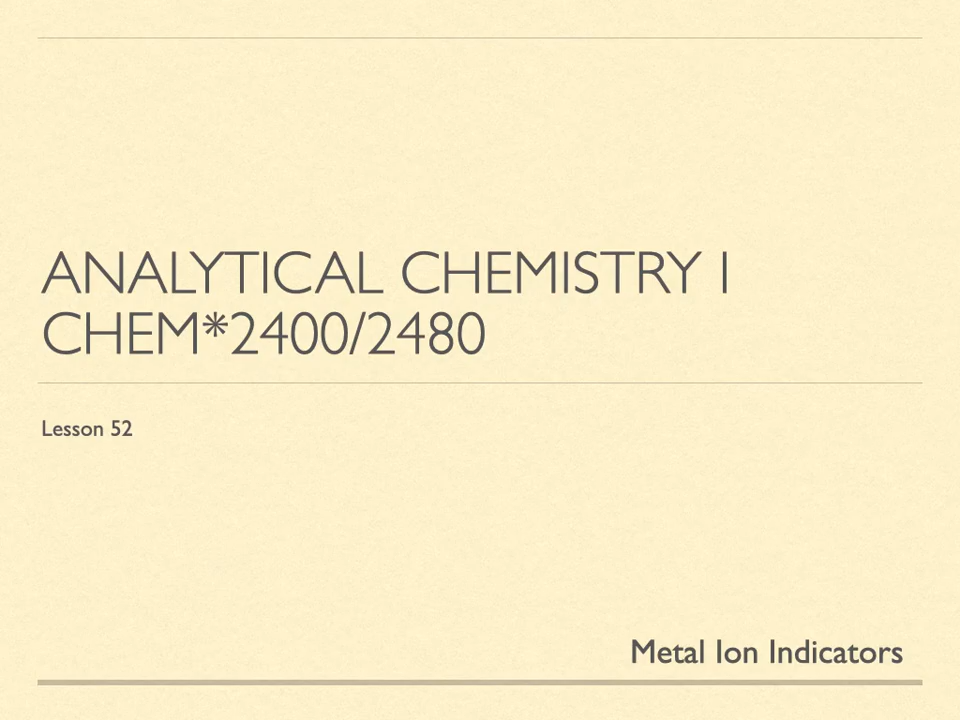 ANALYTICAL CHEMISTRY I
CHEM*2400/2480
Lesson 52
Metal Ion Indicators